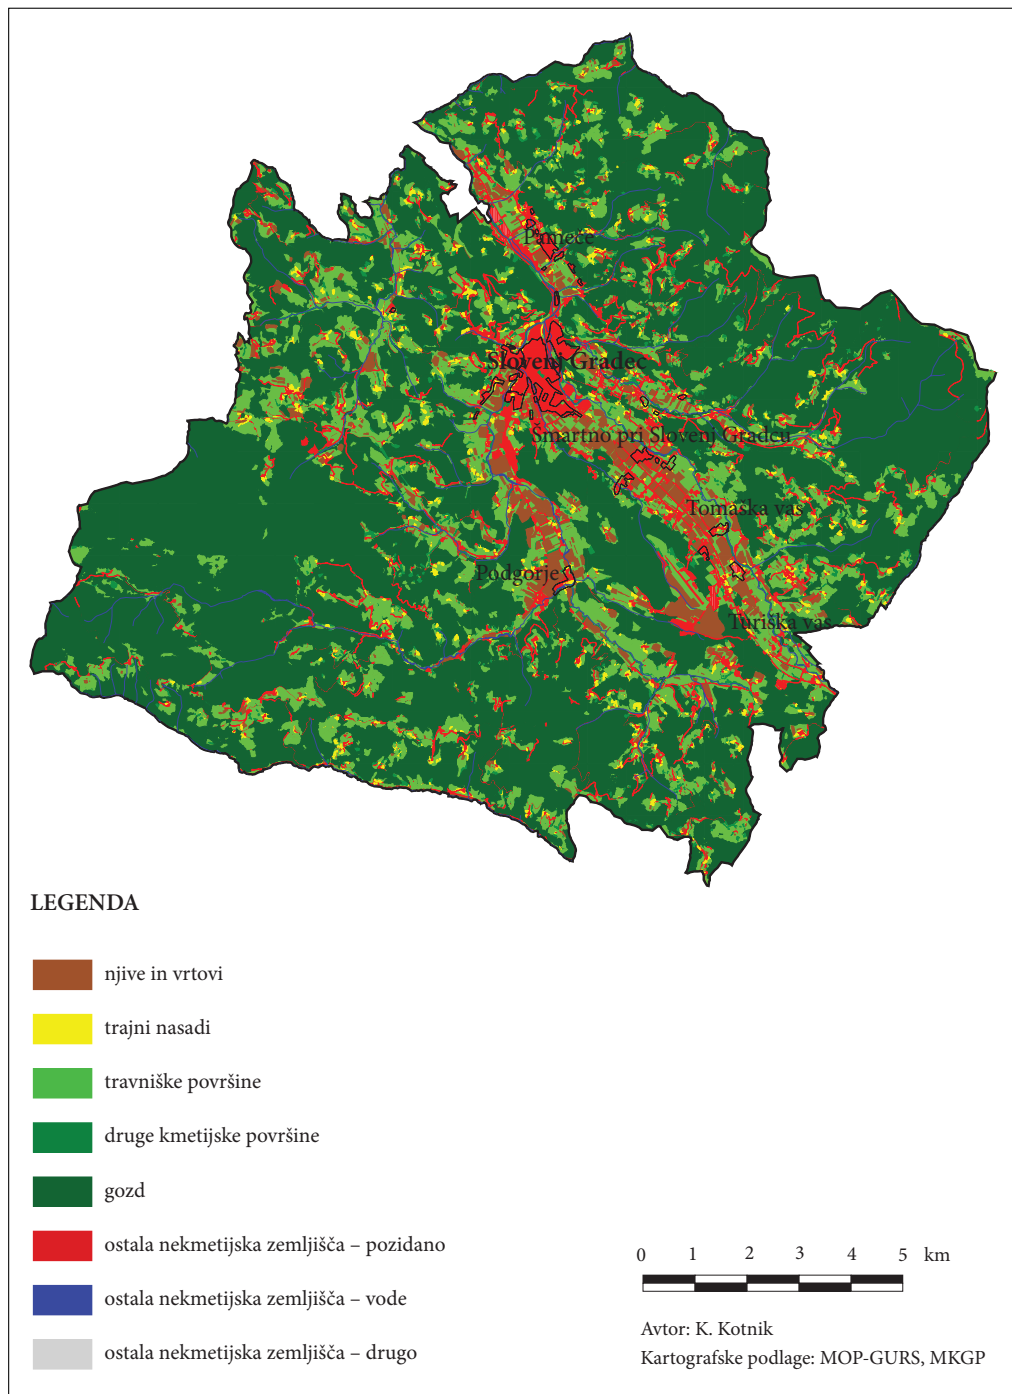 Pameče
Slovenj Gradec
Šmartno pri Slovenj Gradcu
Tomaška vas
Podgorje
Turiška vas
LEGENDA
njive in vrtovi
trajni nasadi
travniške površine
druge kmetijske površine
gozd
ostala nekmetijska zemljišča – pozidano
ostala nekmetijska zemljišča – vode
ostala nekmetijska zemljišča – drugo
0 1 2 3 4 5 km
Avtor: K. Kotnik
Kartografske podlage: MOP-GURS, MKGP